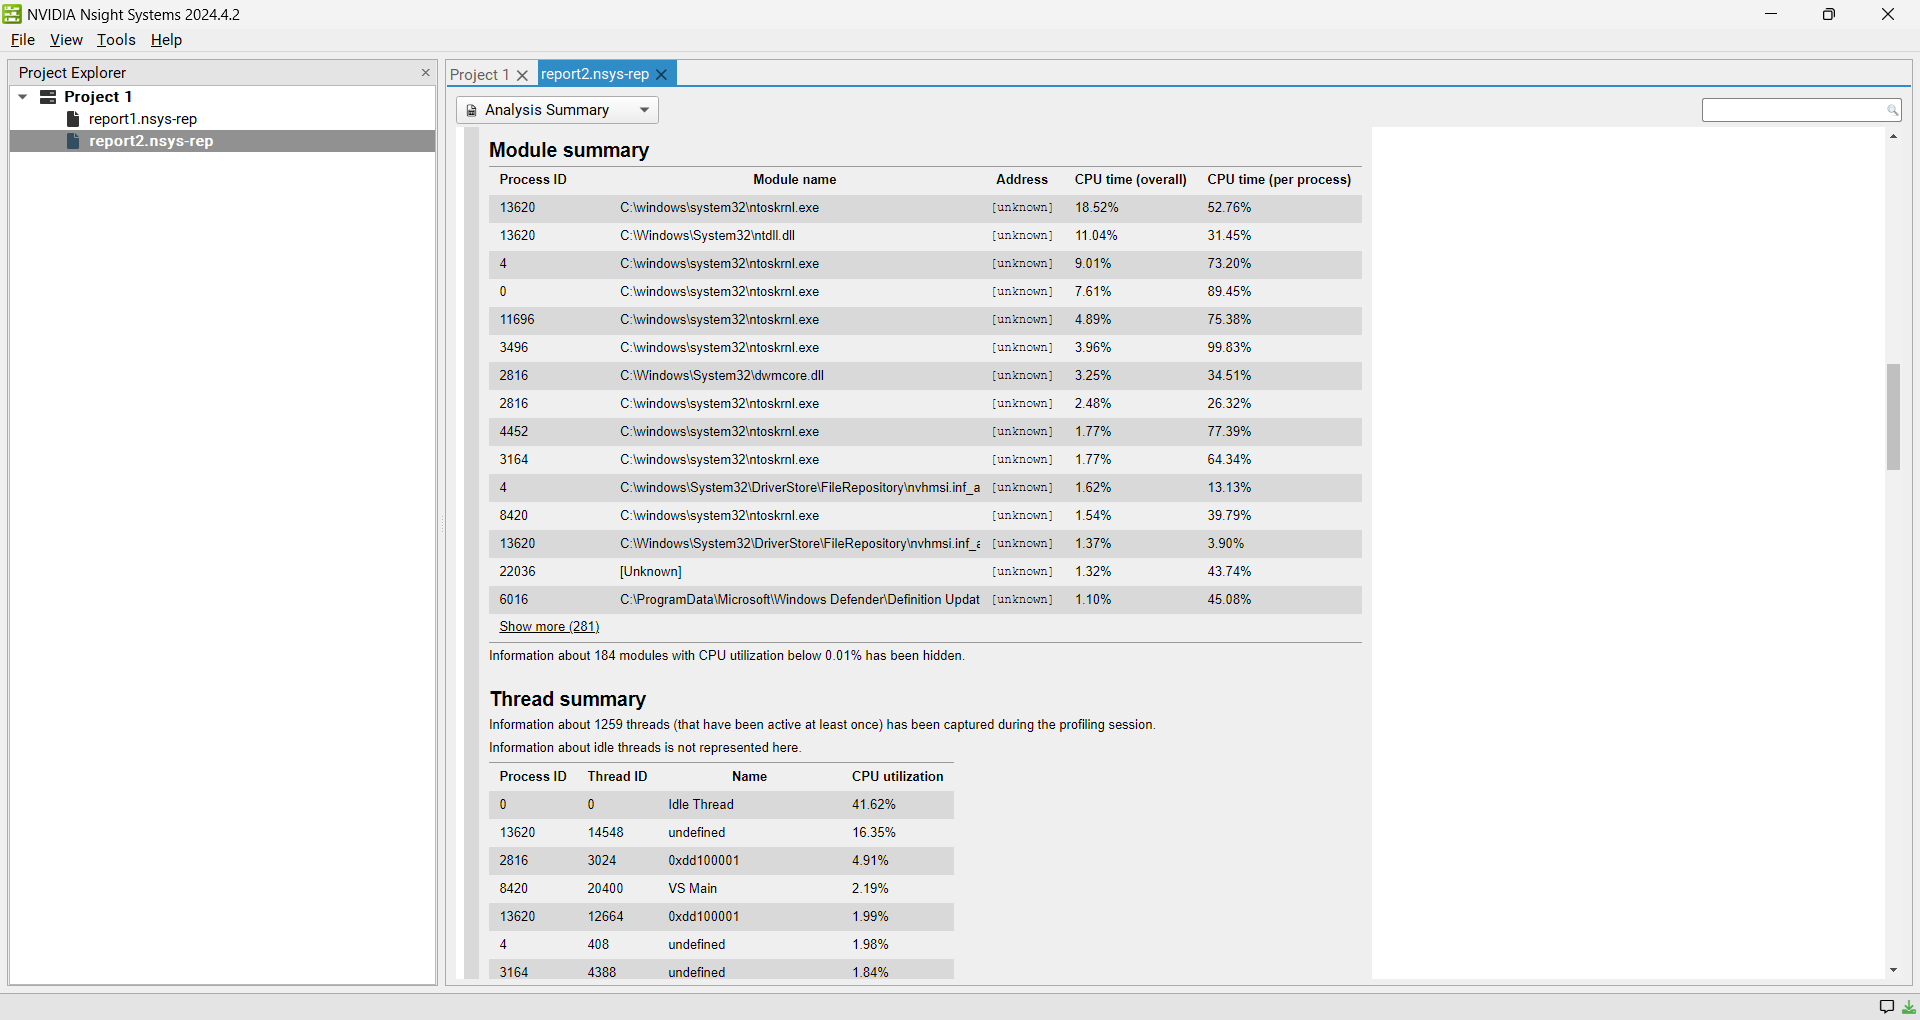 NVIDIA Nsight Systems 2024.4.2
File View Tools Help
Project Explorer
Project 1
report1.nsys-rep
report2.nsys-rep
Project 1 report2.nsys-rep
Analysis Summary
Module summary
Process ID Module name Address CPU time (overall) CPU time (per process)
13620 C:\windows\system32\ntoskrnl.exe [unknown] 18.52% 52.76%
13620 C:\Windows\System32\ntdll.dll [unknown] 11.04% 31.45%
4 C:\windows\system32\ntoskrnl.exe [unknown] 9.01% 73.20%
0 C:\windows\system32\ntoskrnl.exe [unknown] 7.61% 89.45%
11696 C:\windows\system32\ntoskrnl.exe [unknown] 4.89% 75.38%
3496 C:\windows\system32\ntoskrnl.exe [unknown] 3.96% 99.83%
2816 C:\Windows\System32\dwmcore.dll [unknown] 3.25% 34.51%
2816 C:\windows\system32\ntoskrnl.exe [unknown] 2.48% 26.32%
4452 C:\windows\system32\ntoskrnl.exe [unknown] 1.77% 77.39%
3164 C:\windows\system32\ntoskrnl.exe [unknown] 1.77% 64.34%
4 C:\windows\System32\DriverStore\FileRepository\nvhmsi.inf_a [unknown] 1.62% 13.13%
8420 C:\windows\system32\ntoskrnl.exe [unknown] 1.54% 39.79%
13620 C:\Windows\System32\DriverStore\FileRepository\nvhmsi.inf_a [unknown] 1.37% 3.90%
22036 [Unknown] [unknown] 1.32% 43.74%
6016 C:\ProgramData\Microsoft\Windows Defender\Definition Updat [unknown] 1.10% 45.08%
Show more (281)
Information about 184 modules with CPU utilization below 0.01% has been hidden.
Thread summary
Information about 1259 threads (that have been active at least once) has been captured during the profiling session.
Information about idle threads is not represented here.
Process ID Thread ID Name CPU utilization
0 0 Idle Thread 41.62%
13620 14548 undefined 16.35%
2816 3024 0xdd100001 4.91%
8420 20400 VS Main 2.19%
13620 12664 0xdd100001 1.99%
4 408 undefined 1.98%
3164 4388 undefined 1.84%